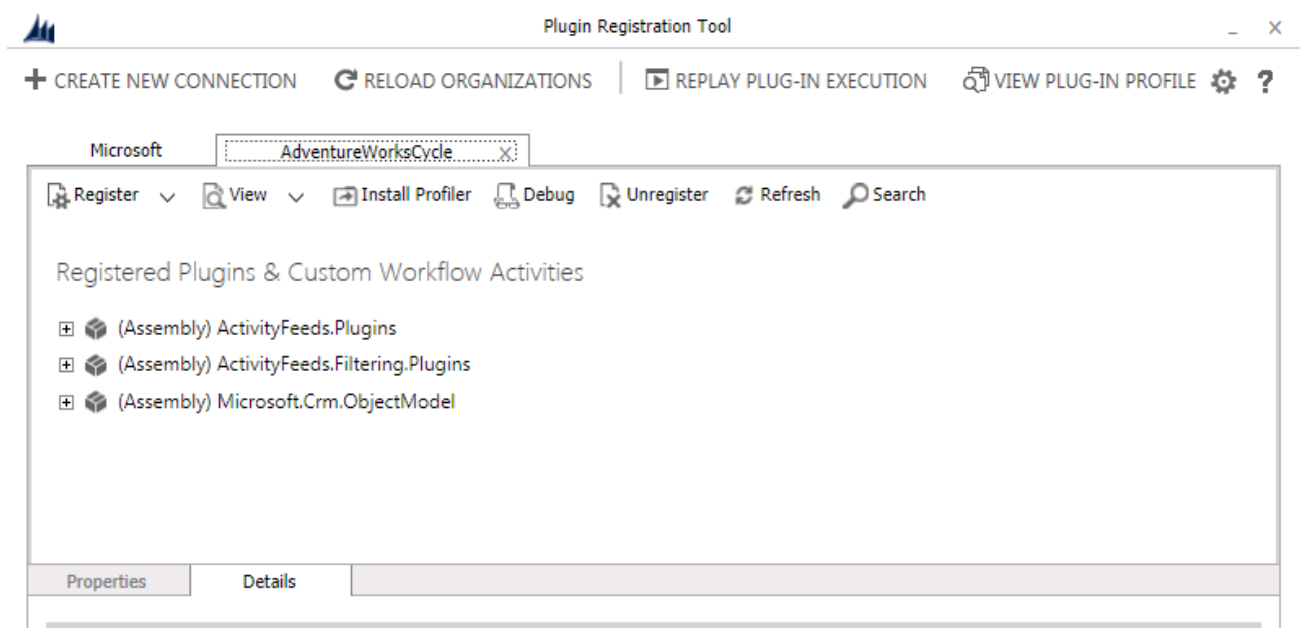 Plugin Registration Tool
CREATE NEW CONNECTION RELOAD ORGANIZATIONS REPLAY PLUG-IN EXECUTION VIEW PLUG-IN PROFILE ?
Microsoft AdventureWorksCycle
Register View Install Profiler Debug Unregister Refresh Search
Registered Plugins & Custom Workflow Activities
(Assembly) ActivityFeeds.Plugins
(Assembly) ActivityFeeds.Filtering.Plugins
(Assembly) Microsoft.Crm.ObjectModel
Properties Details